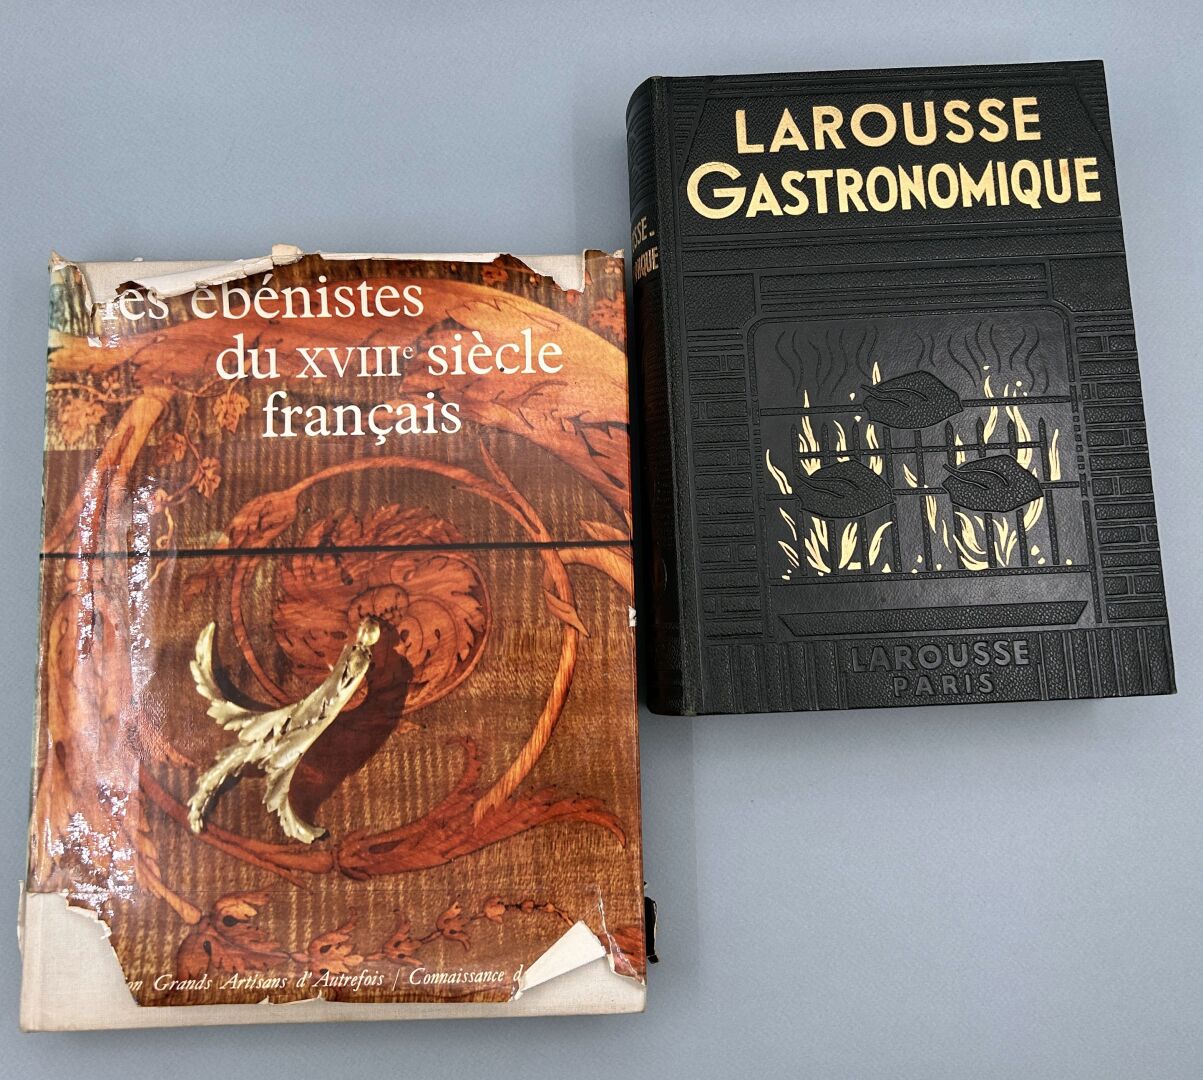 les ébénistes
du XVIIIe siècle
français
Grands Artisans d'Autrefois / Connaissance
LAROUSSE
GASTRONOMIQUE
LAROUSSE
PARIS